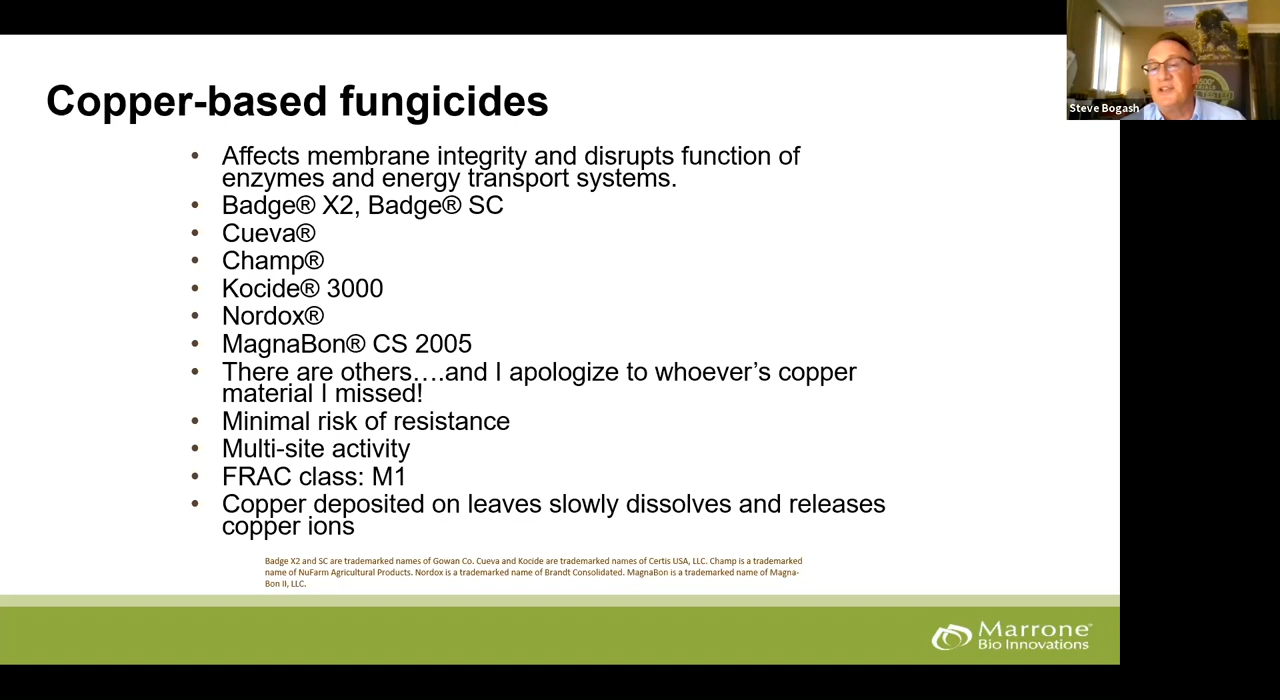 Copper-based fungicides
Steve Bogash
• Affects membrane integrity and disrupts function of
enzymes and energy transport systems.
• Badge® X2, Badge® SC
• Cueva®
• Champ®
• Kocide® 3000
• Nordox®
• MagnaBon® CS 2005
• There are others….and I apologize to whoever’s copper
material I missed!
• Minimal risk of resistance
• Multi-site activity
• FRAC class: M1
• Copper deposited on leaves slowly dissolves and releases
copper ions
Badge X2 and SC are trademarked names of Gowan Co. Cueva and Kocide are trademarked names of Certis USA, LLC. Champ is a trademarked
name of NuFarm Agricultural Products. Nordox is a trademarked name of Brandt Consolidated. MagnaBon is a trademarked name of Magna-
Bon II, LLC.
Marrone™
Bio Innovations